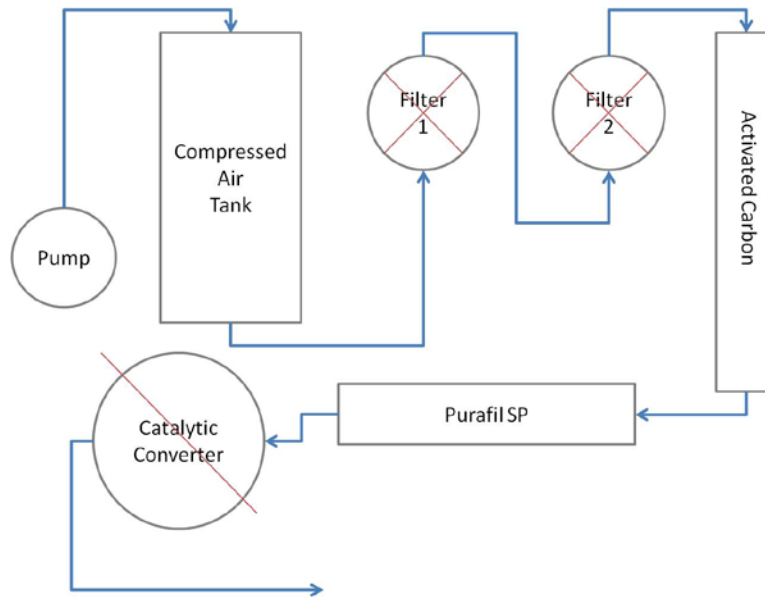 Pump
Compressed
Air
Tank
Filter
1
Filter
2
Activated Carbon
Purafil SP
Catalytic
Converter